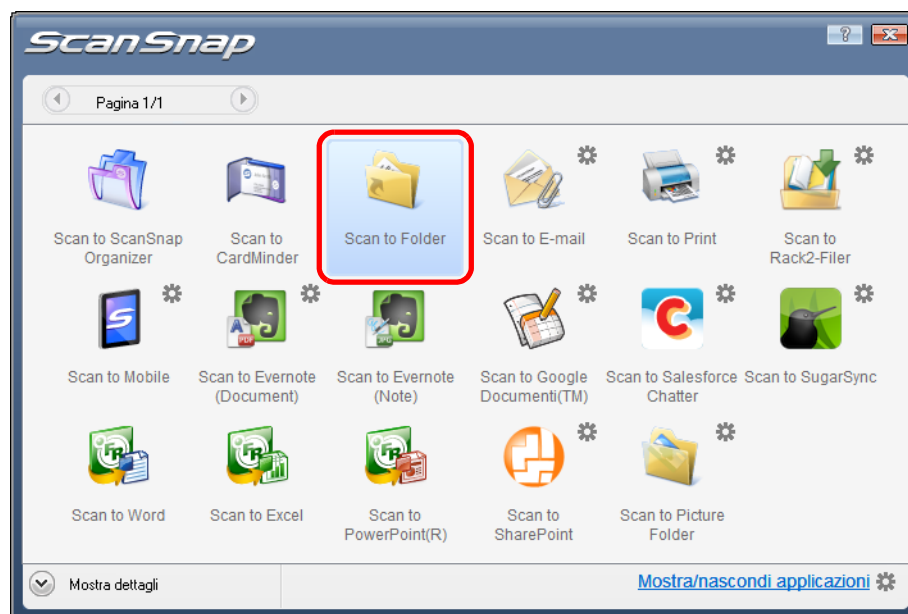 ScanSnap
?
Pagina 1/1
Scan to ScanSnap
Organizer
Scan to
CardMinder
Scan to Folder
Scan to E-mail
Scan to Print
Scan to
Rack2-Filer
Scan to Mobile
Scan to Evernote
(Document)
Scan to Evernote
(Note)
Scan to Google
Documenti(TM)
Scan to Salesforce
Chatter
Scan to SugarSync
Scan to Word
Scan to Excel
Scan to
PowerPoint(R)
Scan to
SharePoint
Scan to Picture
Folder
Mostra dettagli
Mostra/nascondi applicazioni